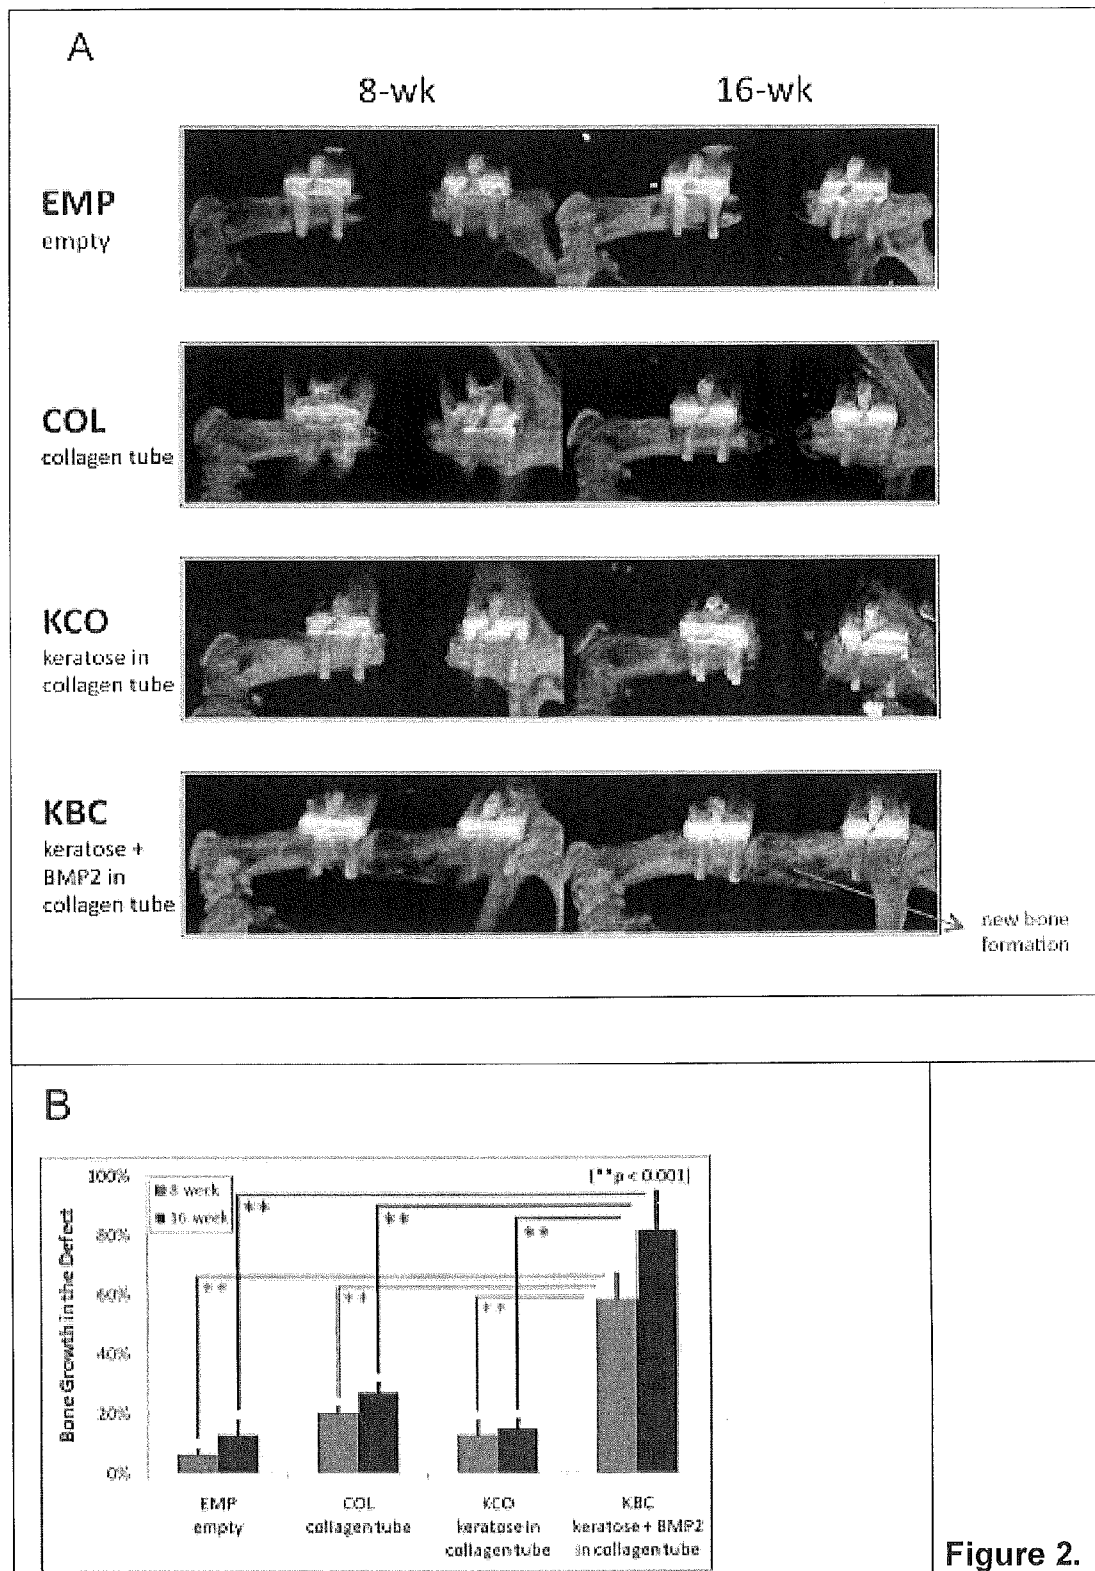 A
8-wk 16-wk
EMP
empty
COL
collagen tube
KCO
keratose in
collagen tube
KBC
keratose +
BMP2 in
collagen tube
new bone
formation
B
Bone Growth in the Defect
100%
80%
60%
40%
20%
0%
8 week
16 week
[**p < 0.001]
**
**
**
**
**
**
EMP
empty
COL
collagen tube
KCO
keratose in
collagen tube
KBC
keratose + BMP2
in collagen tube
Figure 2.